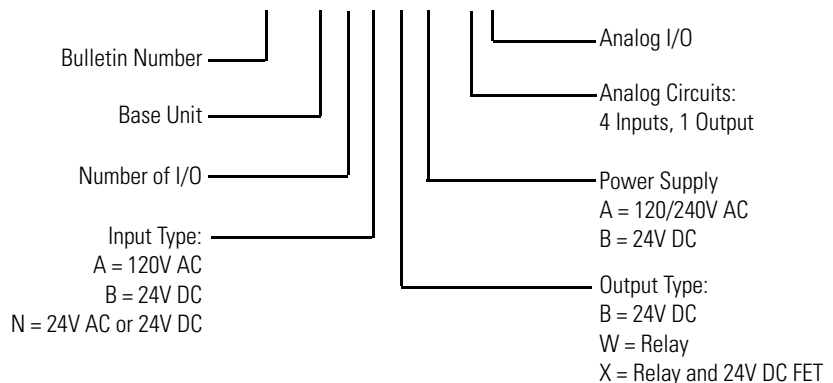 Bulletin Number
Base Unit
Number of I/O
Input Type:
A = 120V AC
B = 24V DC
N = 24V AC or 24V DC
Analog I/O
Analog Circuits:
4 Inputs, 1 Output
Power Supply
A = 120/240V AC
B = 24V DC
Output Type:
B = 24V DC
W = Relay
X = Relay and 24V DC FET